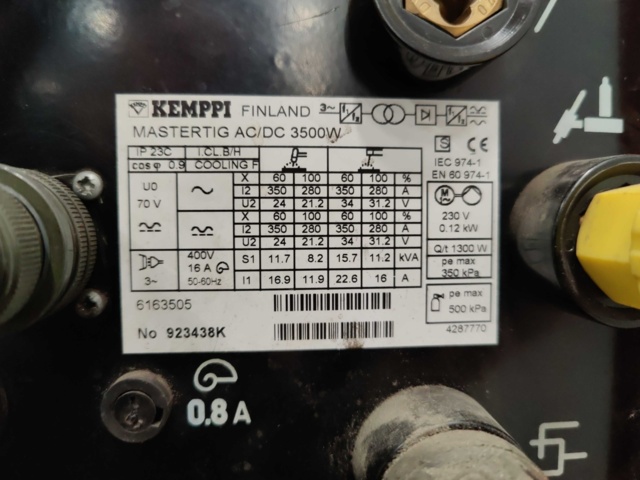 KEMPPI FINLAND 3~ f1 f2 f1 f2
MASTERTIG AC/DC 3500W
S CE
IP 23C I.CL.B/H
cos φ 0.9 COOLING F
IEC 974-1
EN 60 974-1
U0
70 V
X 60 100 60 100 %
I2 350 280 350 280 A
U2 24 21.2 34 31.2 V
X 60 100 60 100 %
I2 350 280 350 280 A
U2 24 21.2 34 31.2 V
M
230 V
0.12 kW
Q/t 1300 W
pe max
350 kPa
3~
400V
16 A
50-60Hz
S1 11.7 8.2 15.7 11.2 kVA
I1 16.9 11.9 22.6 16 A
pe max
500 kPa
6163505
No 923438K
4287770
0.8 A